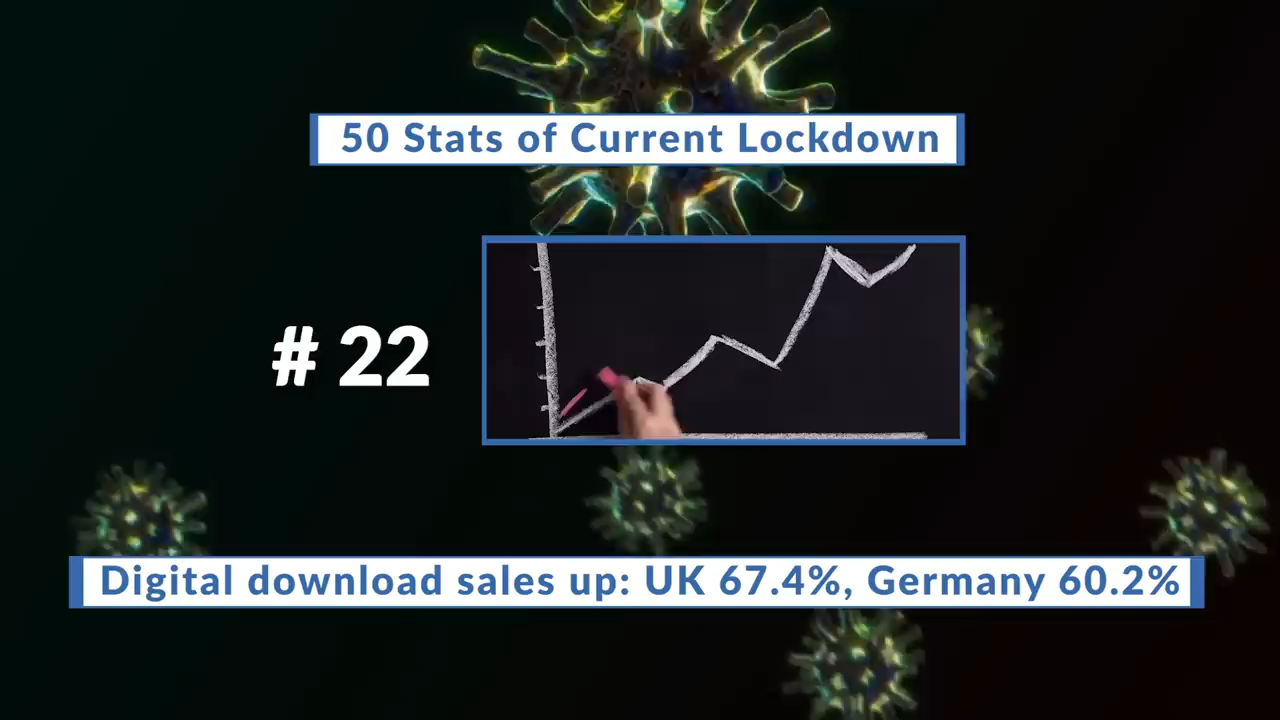 50 Stats of Current Lockdown
# 22
Digital download sales up: UK 67.4%, Germany 60.2%